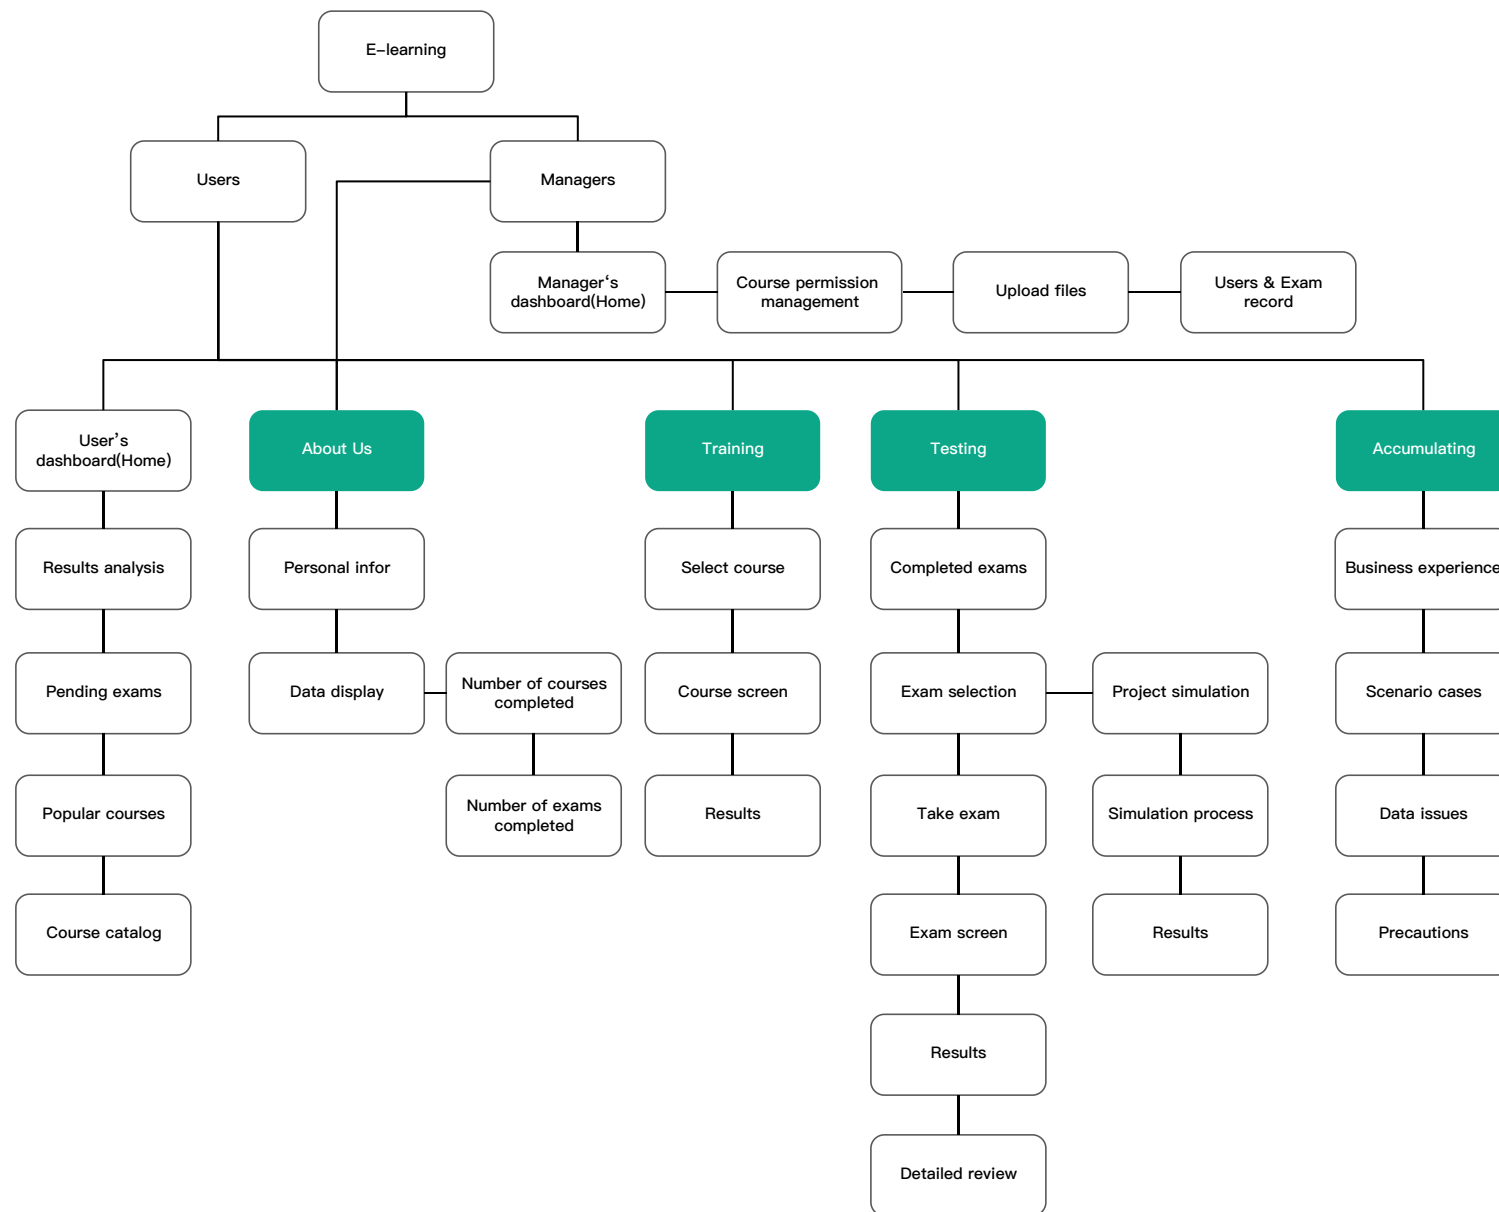 E-learning
Users
Managers
Manager‘s
dashboard(Home)
Course permission
management
Upload files
Users & Exam
record
User’s
dashboard(Home)
About Us
Training
Testing
Accumulating
Results analysis
Personal infor
Select course
Completed exams
Business experience
Pending exams
Data display
Number of courses
completed
Course screen
Exam selection
Project simulation
Scenario cases
Popular courses
Number of exams
completed
Results
Take exam
Simulation process
Data issues
Course catalog
Exam screen
Results
Precautions
Results
Detailed review